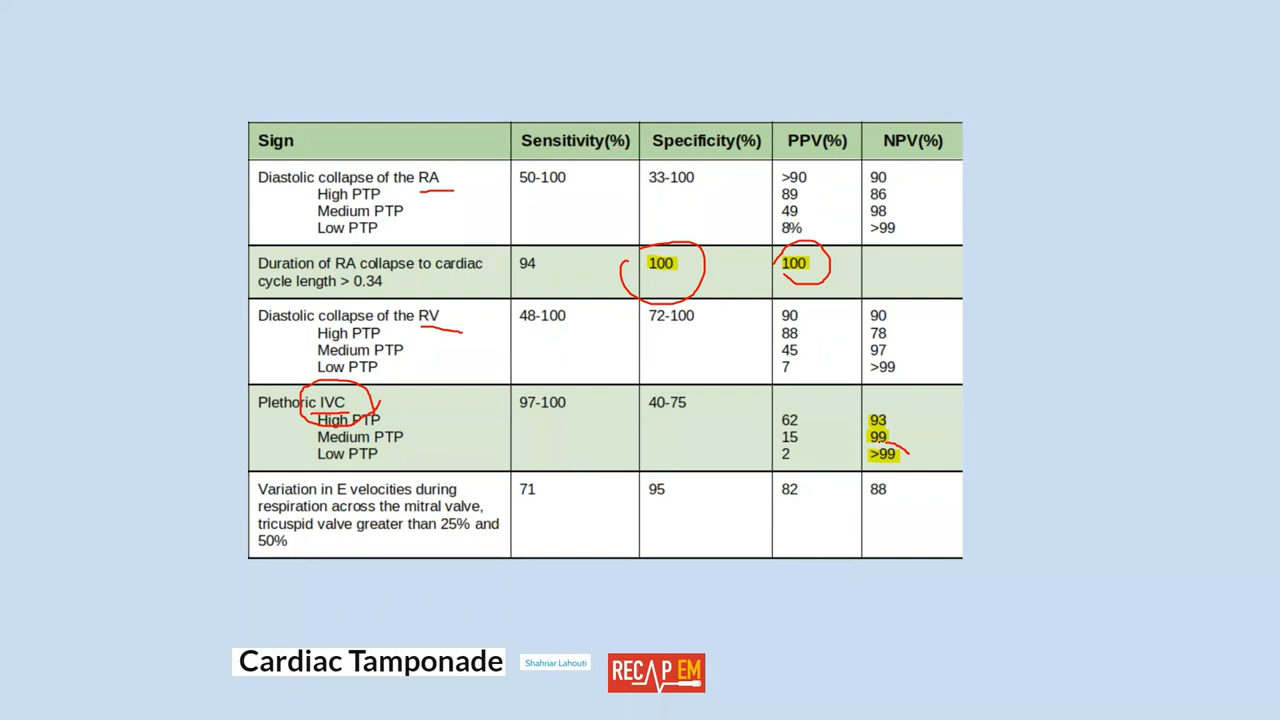 Sign Sensitivity(%) Specificity(%) PPV(%) NPV(%)
Diastolic collapse of the RA 50-100 33-100 >90 90
High PTP 89 86
Medium PTP 49 98
Low PTP 8% >99
Duration of RA collapse to cardiac 94 100 100
cycle length > 0.34
Diastolic collapse of the RV 48-100 72-100 90 90
High PTP 88 78
Medium PTP 45 97
Low PTP 7 >99
Plethoric IVC 97-100 40-75
High PTP 62 93
Medium PTP 15 99
Low PTP 2 >99
Variation in E velocities during 71 95 82 88
respiration across the mitral valve,
tricuspid valve greater than 25% and
50%
Cardiac Tamponade Shahriar Lahouti RECAP EM